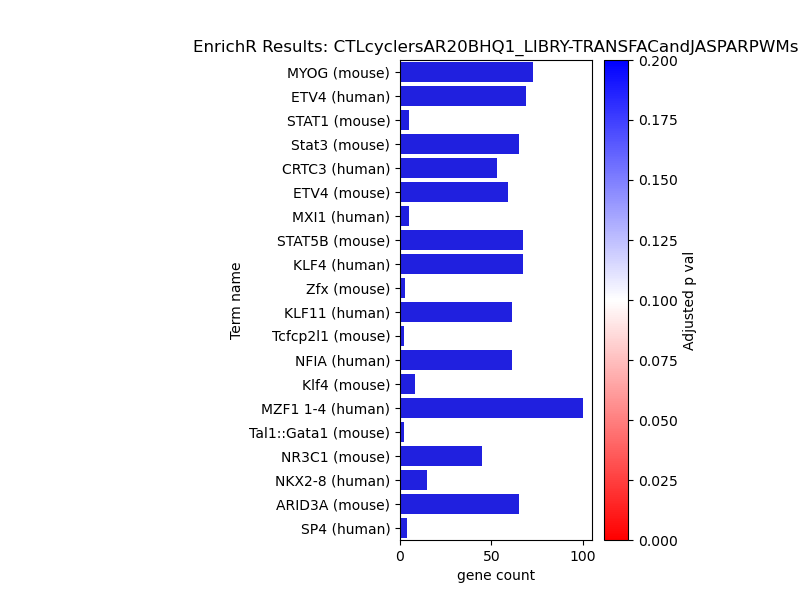 EnrichR Results: CTLcyclersAR20BHQ1_LIBRY-TRANSFACandJASPARPWMs
Term name
MYOG (mouse)
ETV4 (human)
STAT1 (mouse)
Stat3 (mouse)
CRTC3 (human)
ETV4 (mouse)
MXI1 (human)
STAT5B (mouse)
KLF4 (human)
Zfx (mouse)
KLF11 (human)
Tcfcp2l1 (mouse)
NFIA (human)
Klf4 (mouse)
MZF1 1-4 (human)
Tal1::Gata1 (mouse)
NR3C1 (mouse)
NKX2-8 (human)
ARID3A (mouse)
SP4 (human)
0 50 100
gene count
0.200
0.175
0.150
0.125
0.100
0.075
0.050
0.025
0.000
Adjusted p val